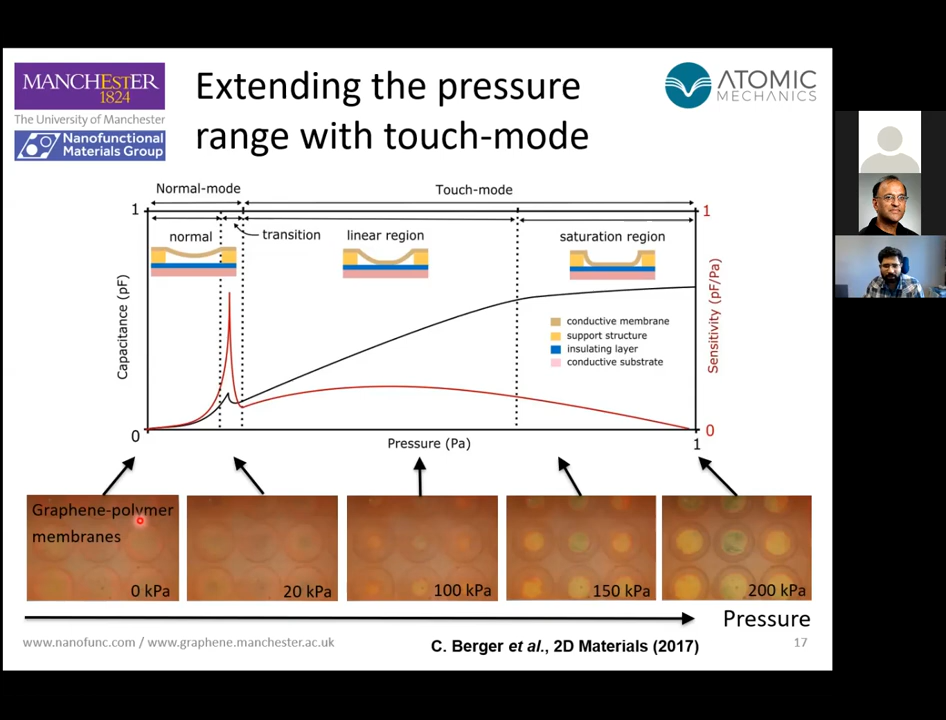 MANCHESTER
1824
The University of Manchester
Nanofunctional
Materials Group
Extending the pressure
range with touch-mode
ATOMIC
MECHANICS
Normal-mode
Touch-mode
1
1
normal
transition
linear region
saturation region
Capacitance (pF)
Sensitivity (pF/Pa)
conductive membrane
support structure
insulating layer
conductive substrate
0
0
Pressure (Pa)
1
Graphene-polymer
membranes
0 kPa
20 kPa
100 kPa
150 kPa
200 kPa
Pressure
www.nanofunc.com / www.graphene.manchester.ac.uk
C. Berger et al., 2D Materials (2017)
17